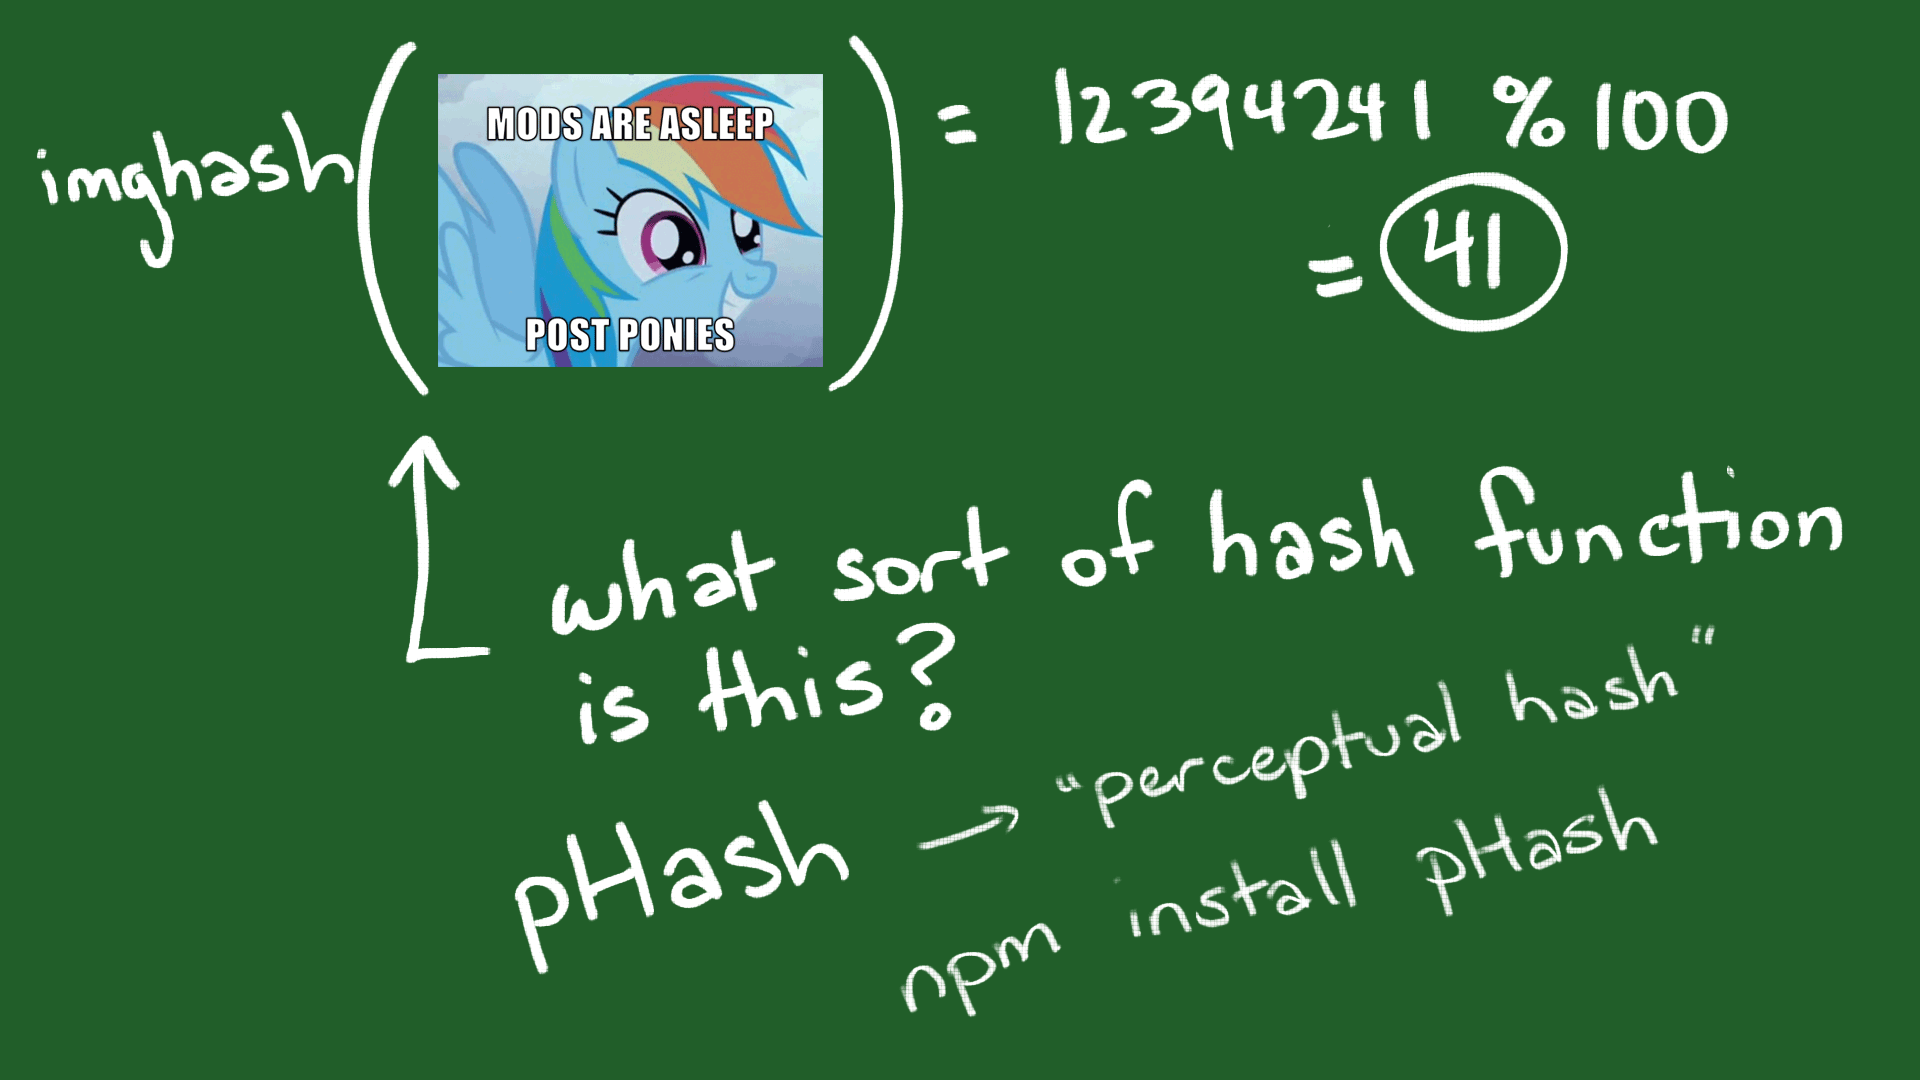 imghash( MODS ARE ASLEEP ) = 12394241 % 100
POST PONIES
= 41
what sort of hash function
is this?
pHash → "perceptual hash"
npm install pHash